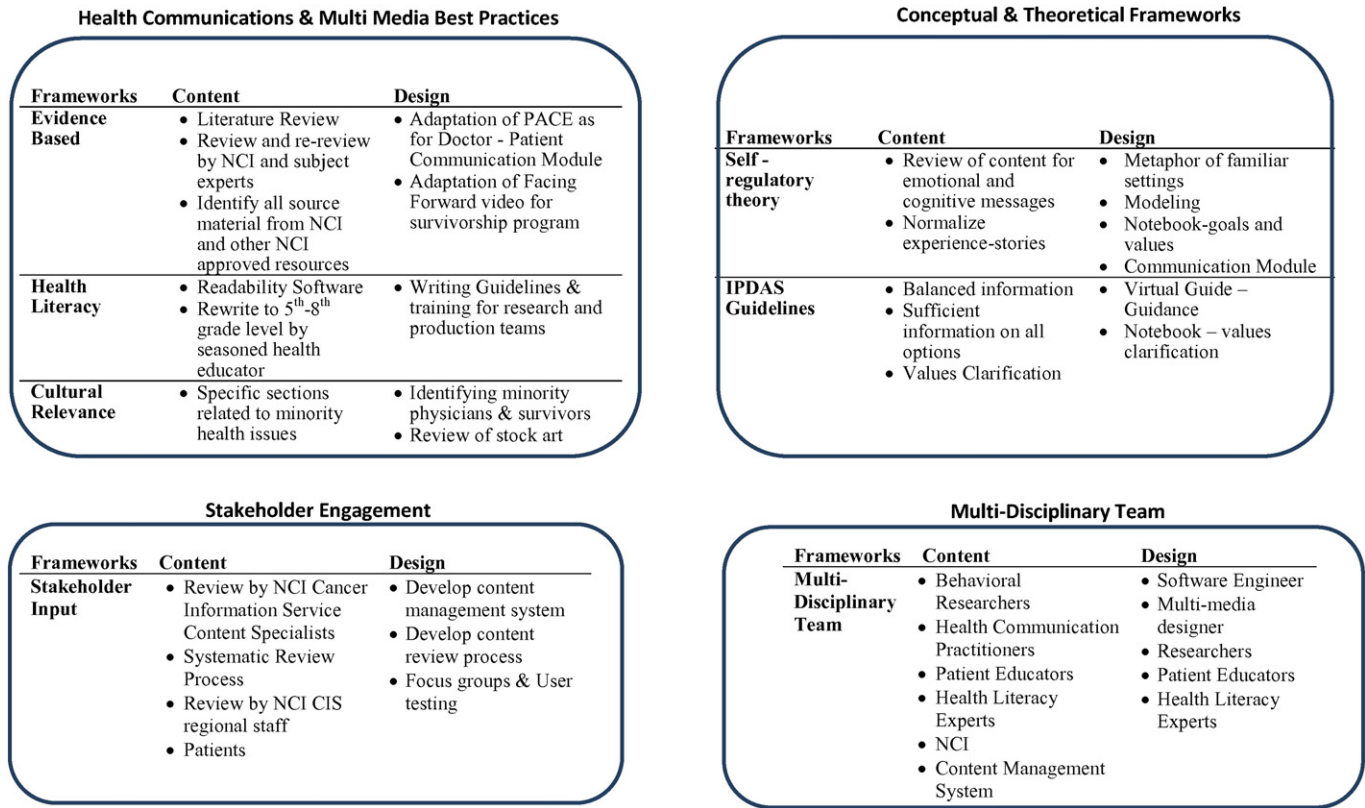 Health Communications & Multi Media Best Practices
Frameworks Content Design
Evidence
Based
• Literature Review
• Review and re-review
by NCI and subject
experts
• Identify all source
material from NCI
and other NCI
approved resources
• Adaptation of PACE as
for Doctor - Patient
Communication Module
• Adaptation of Facing
Forward video for
survivorship program
Health
Literacy
• Readability Software
• Rewrite to 5th-8th
grade level by
seasoned health
educator
• Writing Guidelines &
training for research and
production teams
Cultural
Relevance
• Specific sections
related to minority
health issues
• Identifying minority
physicians & survivors
• Review of stock art
Conceptual & Theoretical Frameworks
Frameworks Content Design
Self -
regulatory
theory
• Review of content for
emotional and
cognitive messages
• Normalize
experience-stories
• Metaphor of familiar
settings
• Modeling
• Notebook-goals and
values
• Communication Module
IPDAS
Guidelines
• Balanced information
• Sufficient
information on all
options
• Values Clarification
• Virtual Guide –
Guidance
• Notebook – values
clarification
Stakeholder Engagement
Frameworks Content Design
Stakeholder
Input
• Review by NCI Cancer
Information Service
Content Specialists
• Systematic Review
Process
• Review by NCI CIS
regional staff
• Patients
• Develop content
management system
• Develop content
review process
• Focus groups & User
testing
Multi-Disciplinary Team
Frameworks Content Design
Multi-
Disciplinary
Team
• Behavioral
Researchers
• Health Communication
Practitioners
• Patient Educators
• Health Literacy
Experts
• NCI
• Content Management
System
• Software Engineer
• Multi-media
designer
• Researchers
• Patient Educators
• Health Literacy
Experts